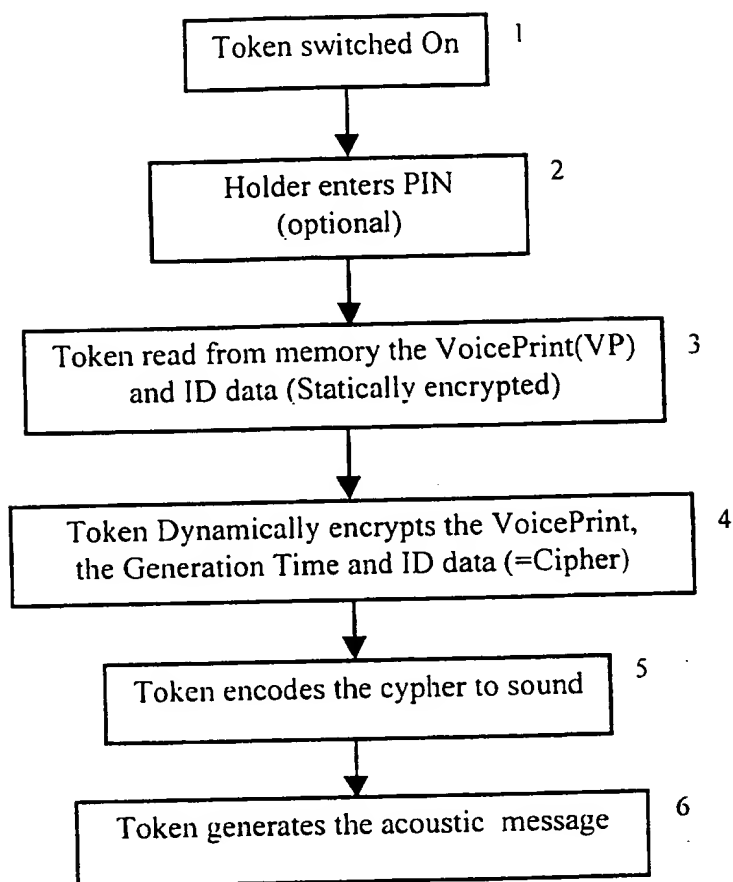 Token switched On
1
Holder enters PIN
(optional)
2
Token read from memory the VoicePrint(VP)
and ID data (Statically encrypted)
3
Token Dynamically encrypts the VoicePrint,
the Generation Time and ID data (=Cipher)
4
Token encodes the cypher to sound
5
Token generates the acoustic message
6